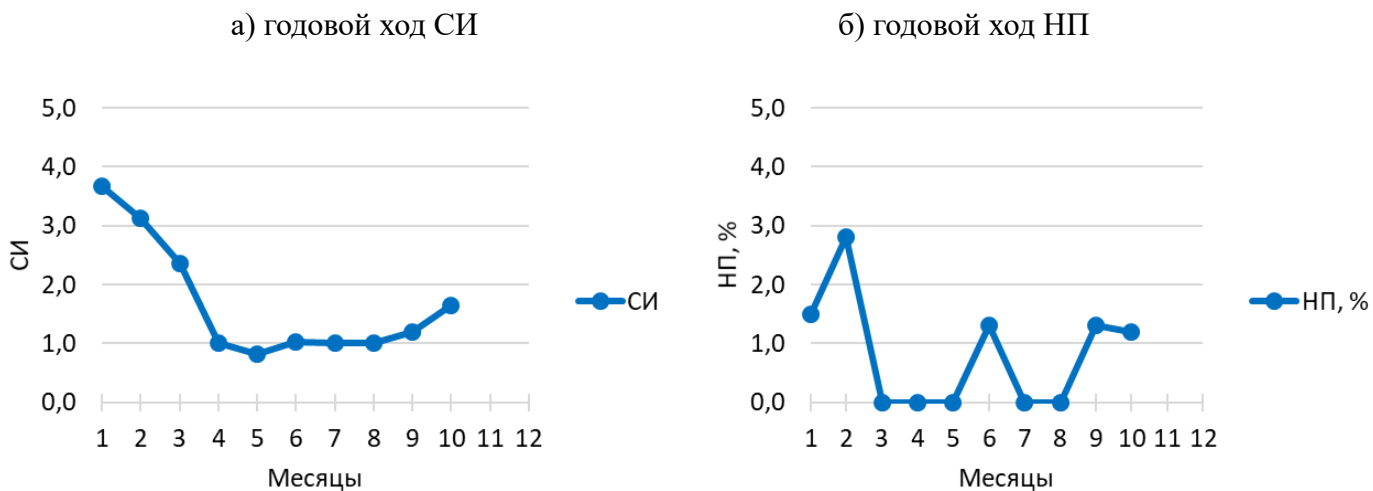 а) годовой ход СИ
5,0
4,0
3,0
2,0
1,0
0,0
СИ
1 2 3 4 5 6 7 8 9 10 11 12
Месяцы
СИ
б) годовой ход НП
5,0
4,0
3,0
2,0
1,0
0,0
НП, %
1 2 3 4 5 6 7 8 9 10 11 12
Месяцы
НП, %